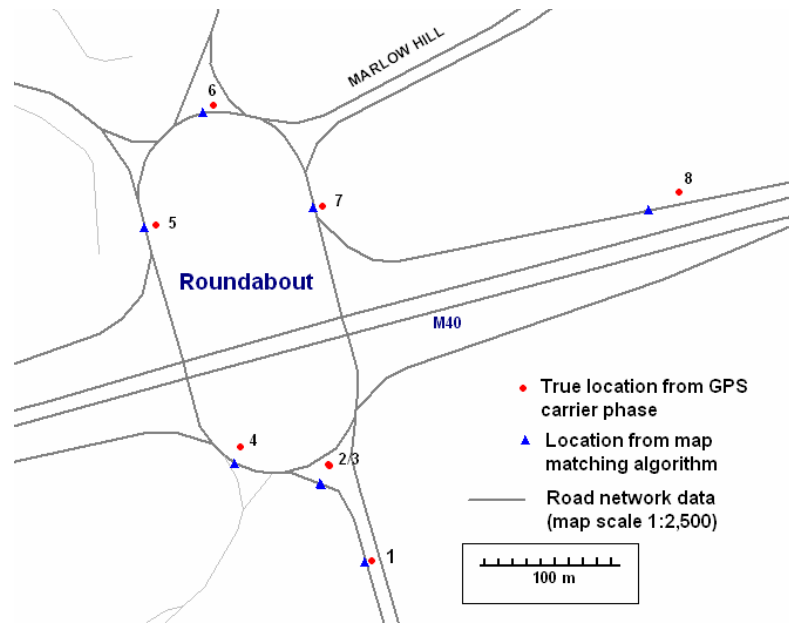 MARLOW HILL
6
8
7
5
Roundabout
M40
True location from GPS
carrier phase
4
2/3
Location from map
matching algorithm
Road network data
(map scale 1:2,500)
1
100 m